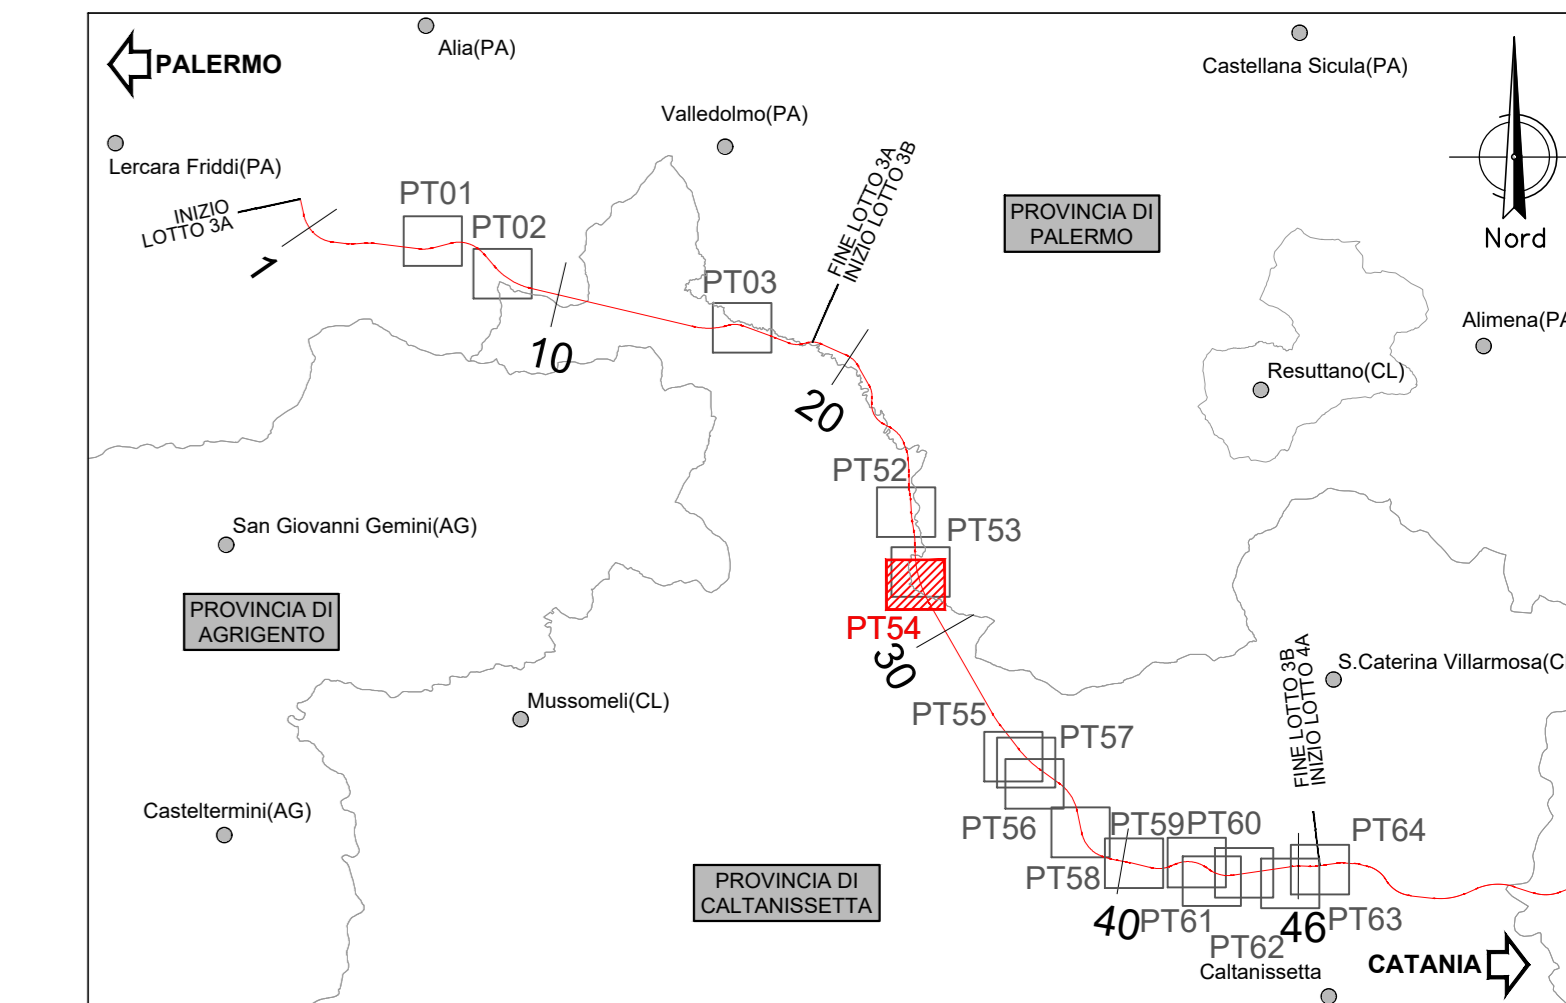 Alia(PA)
PALERMO
Castellana Sicula(PA)
Valledolmo(PA)
Lercara Friddi(PA)
INIZIO
LOTTO 3A
PT01
PT02
1
FINE LOTTO 3A
INIZIO LOTTO 3B
PROVINCIA DI
PALERMO
Nord
PT03
10
20
Alimena(PA
Resuttano(CL)
PT52
PT53
San Giovanni Gemini(AG)
PROVINCIA DI
AGRIGENTO
PT54
30
Mussomeli(CL)
FINE LOTTO 3B
INIZIO LOTTO 4A
S.Caterina Villarmosa(C
PT55
PT57
Casteltermini(AG)
PT56
PT59
PT60
PT64
PT58
PROVINCIA DI
CALTANISSETTA
40
PT61
46
PT63
PT62
Caltanissetta
CATANIA